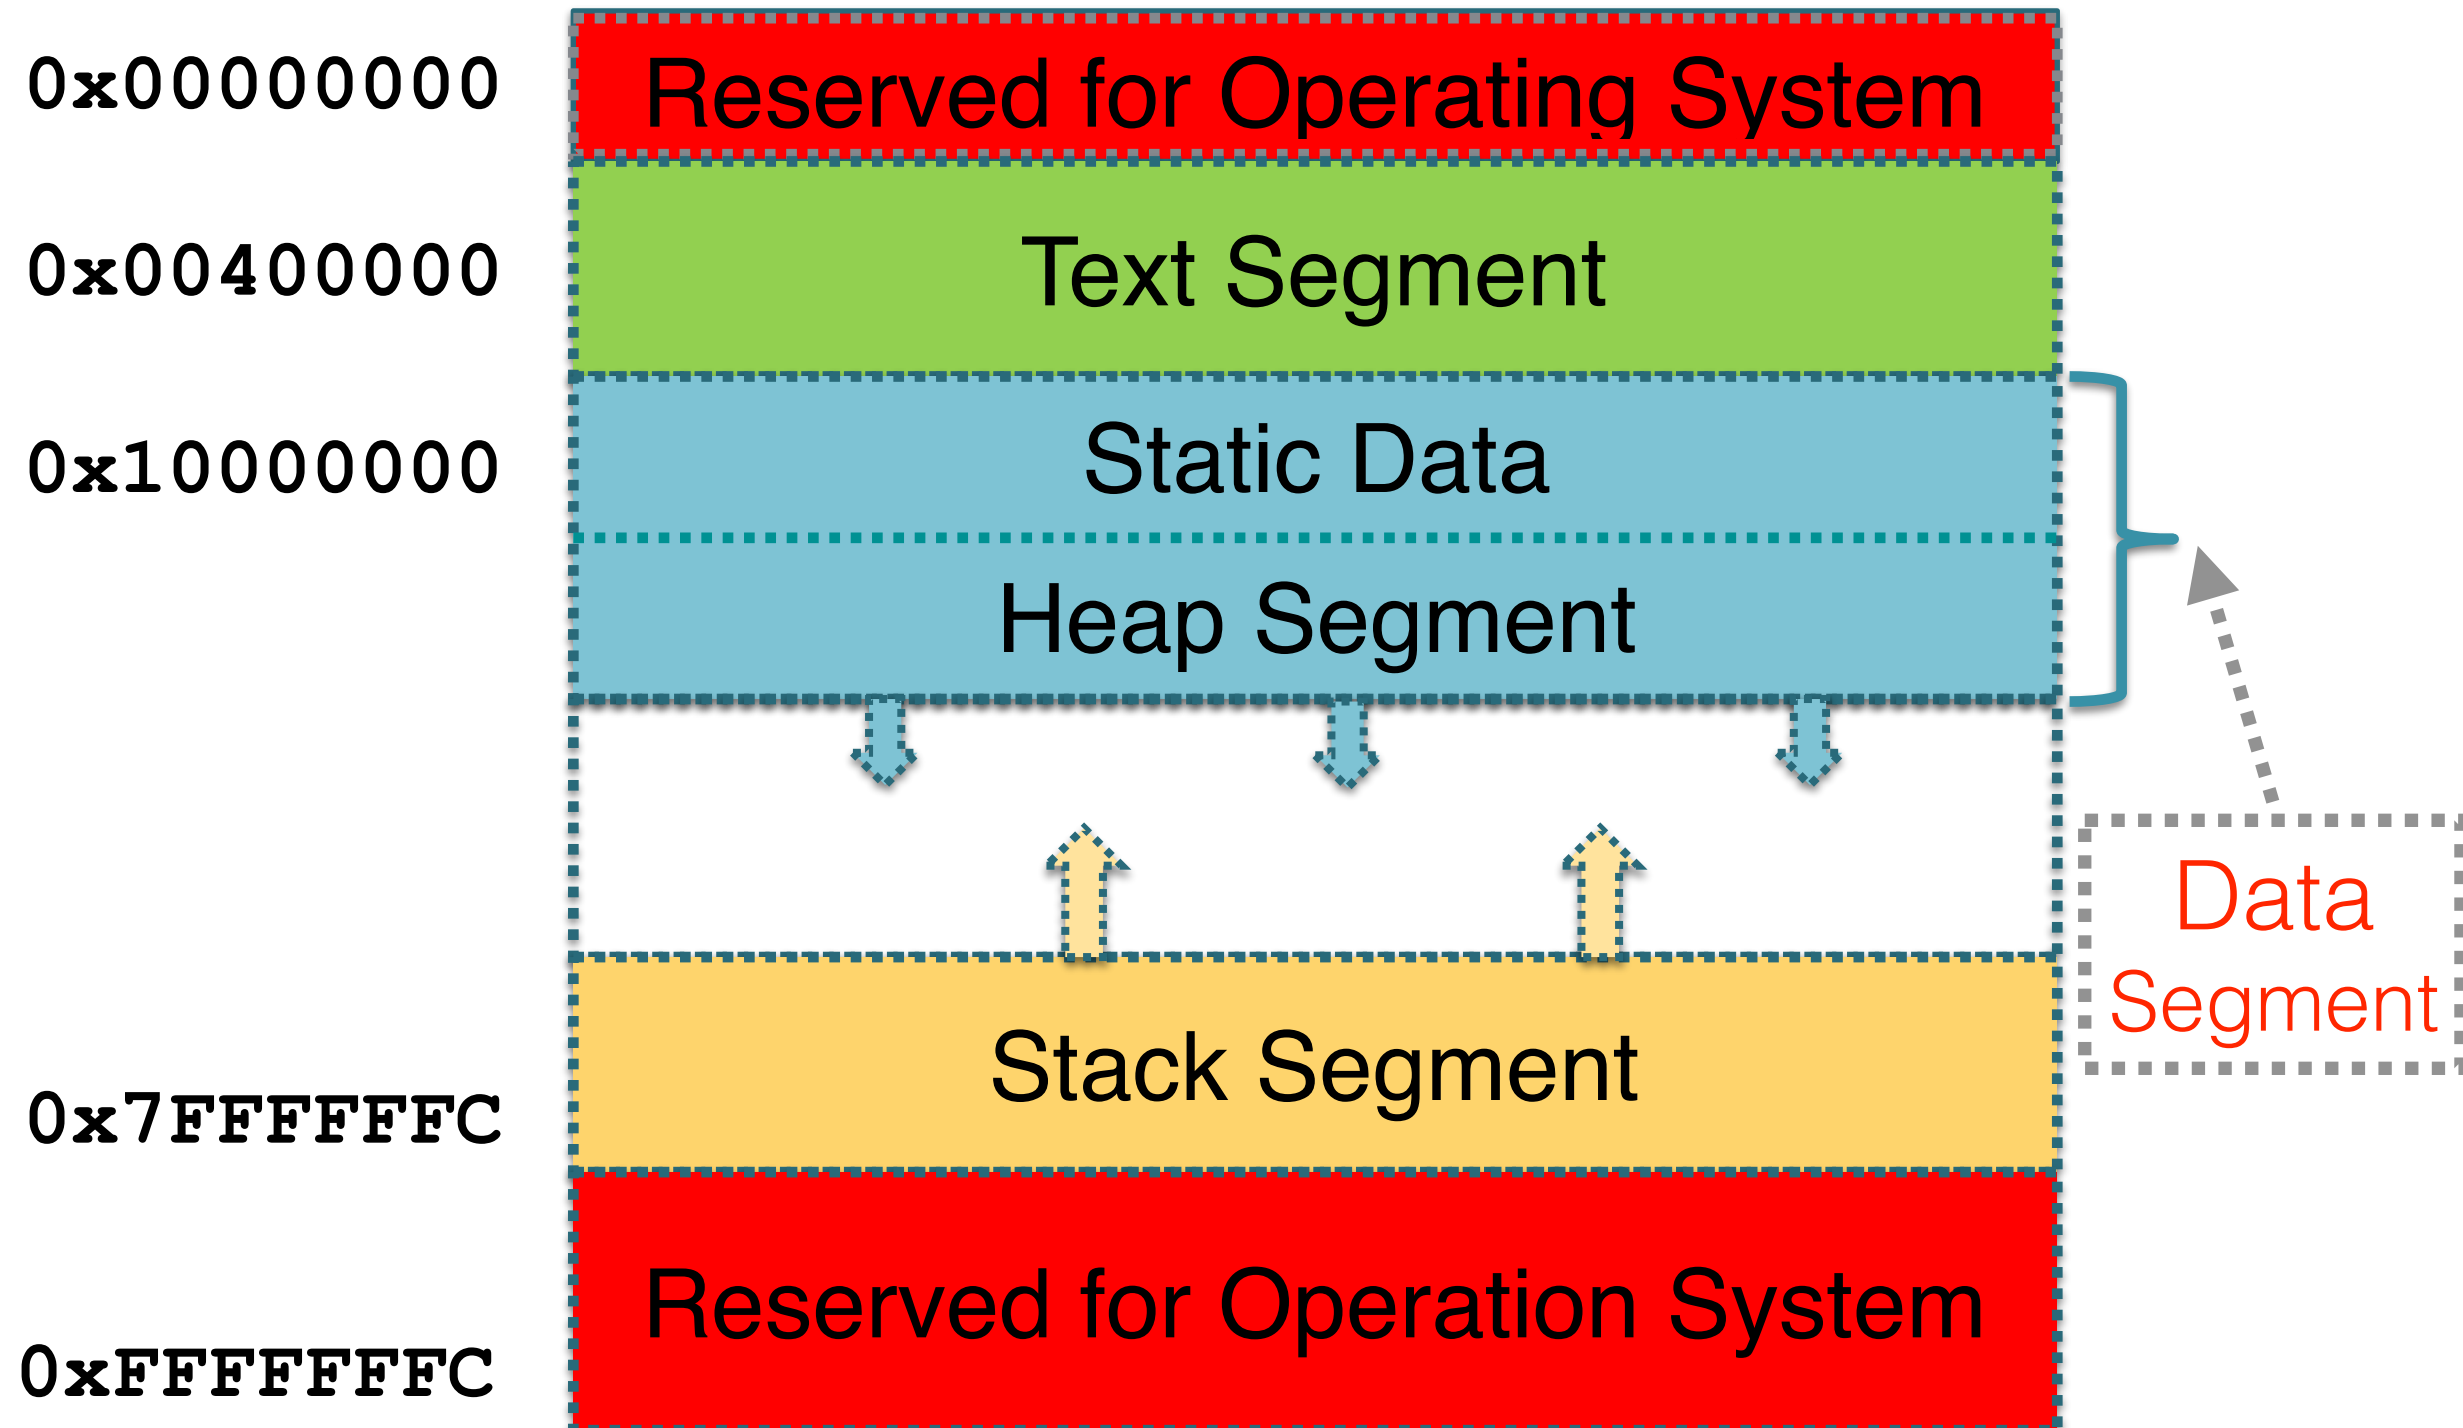 0x00000000 Reserved for Operating System
0x00400000 Text Segment
0x10000000 Static Data
Heap Segment
Data
Segment
Stack Segment
0x7FFFFFFC
Reserved for Operation System
0xFFFFFFFC